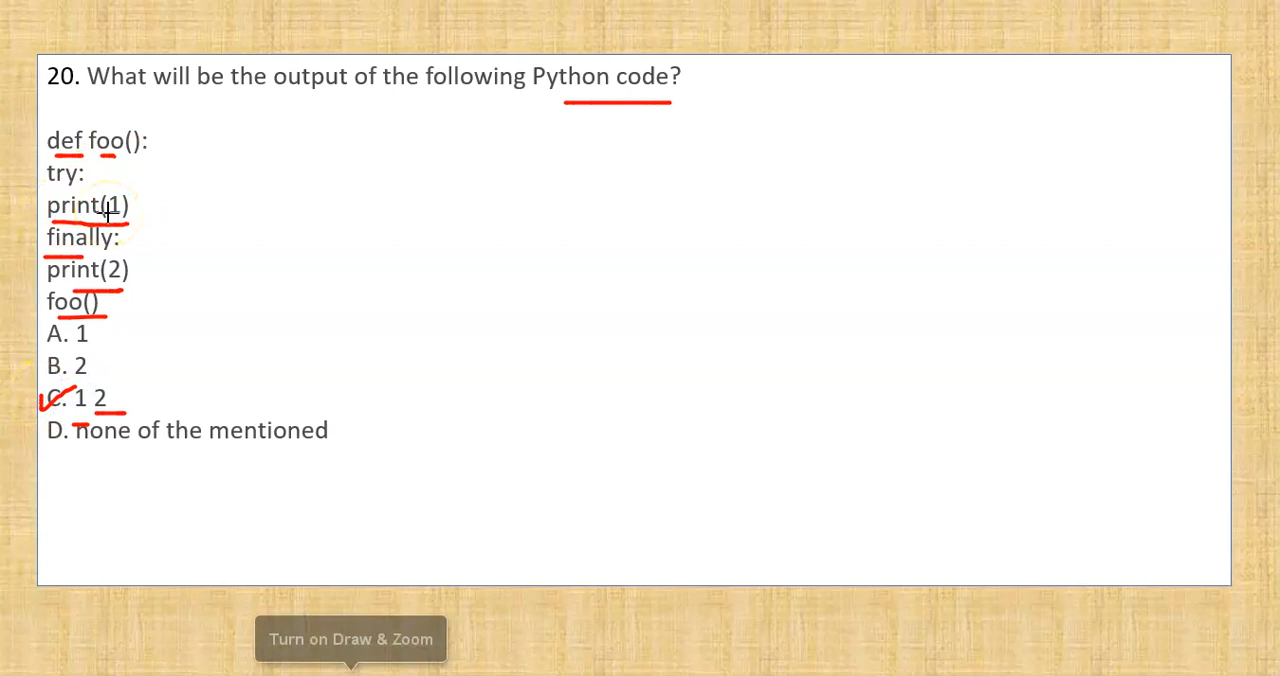 20. What will be the output of the following Python code?
def foo():
try:
print(1)
finally:
print(2)
foo()
A. 1
B. 2
C. 1 2
D. none of the mentioned
Turn on Draw & Zoom